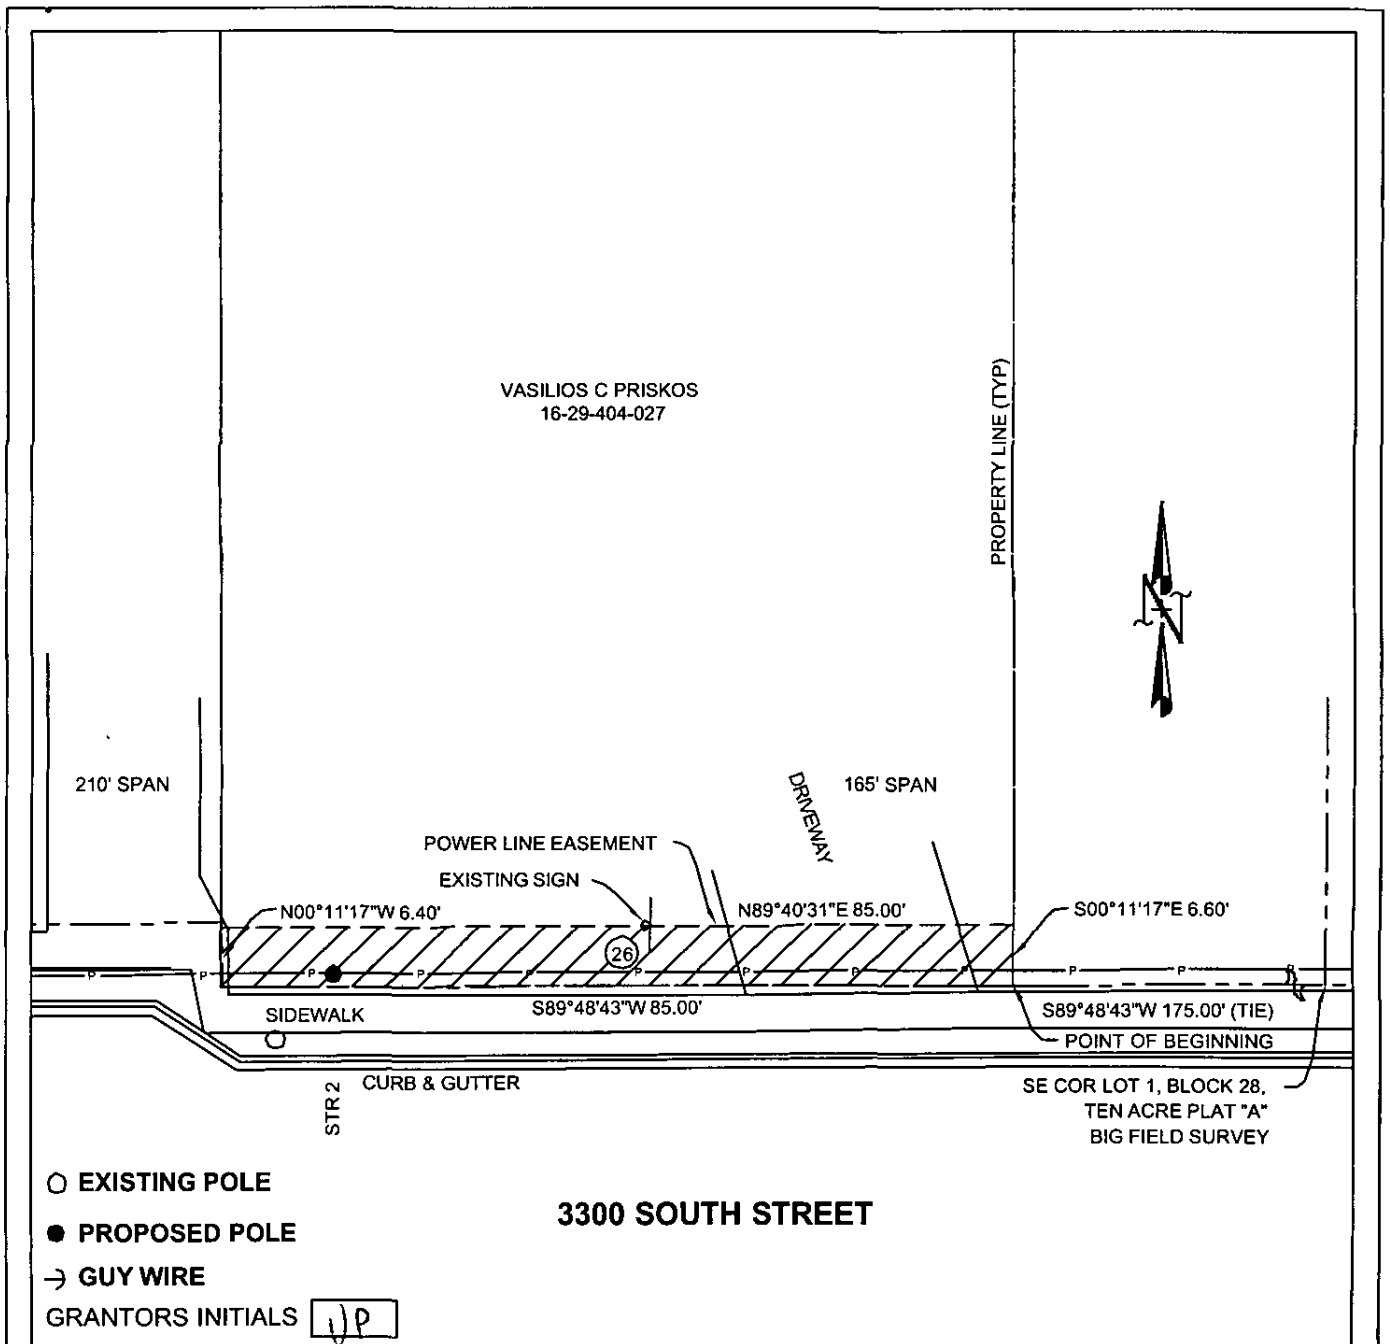 VASILIOS C PRISKOS
16-29-404-027
PROPERTY LINE (TYP)
N
210' SPAN
DRIVEWAY
165' SPAN
POWER LINE EASEMENT
EXISTING SIGN
N00°11'17"W 6.40'
N89°40'31"E 85.00'
S00°11'17"E 6.60'
26
P P P P P P P P P P P
SIDEWALK
S89°48'43"W 85.00'
S89°48'43"W 175.00' (TIE)
POINT OF BEGINNING
STR 2
CURB & GUTTER
SE COR LOT 1, BLOCK 28,
TEN ACRE PLAT "A"
BIG FIELD SURVEY
EXISTING POLE
PROPOSED POLE
GUY WIRE
3300 SOUTH STREET
GRANTORS INITIALS VP